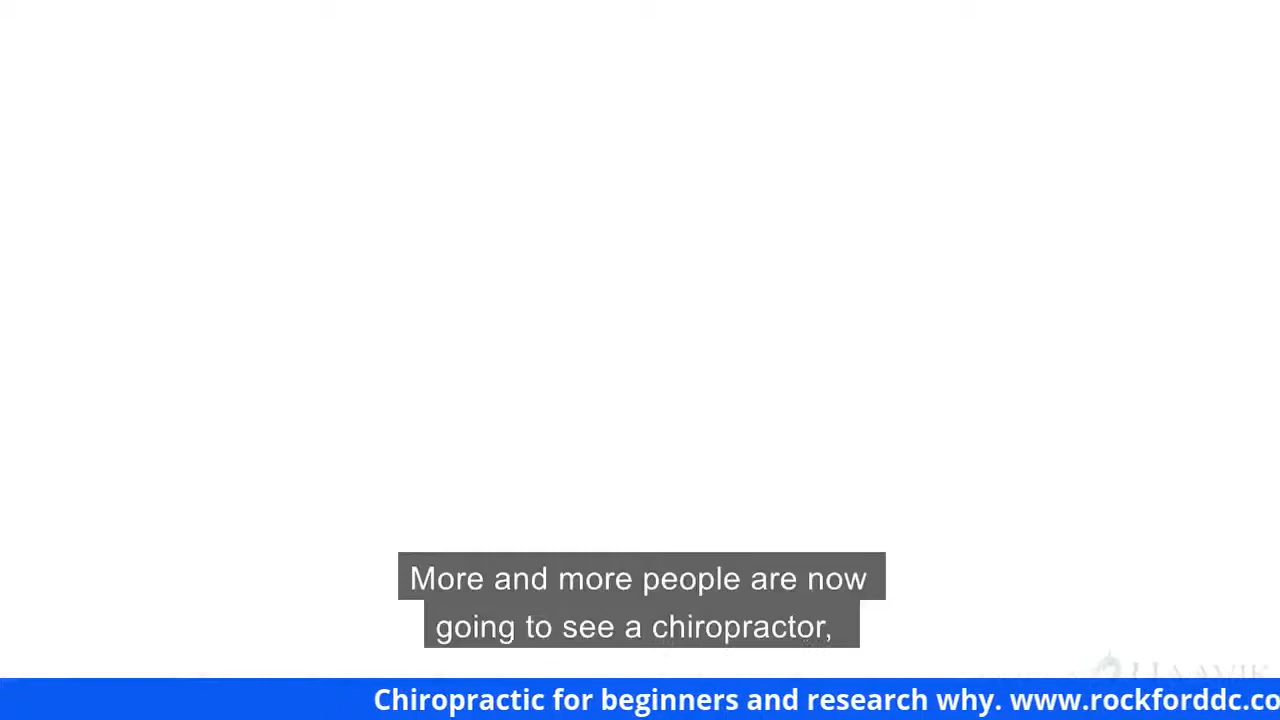 More and more people are now
going to see a chiropractor,
HAAVIK
Chiropractic for beginners and research why. www.rockforddc.co